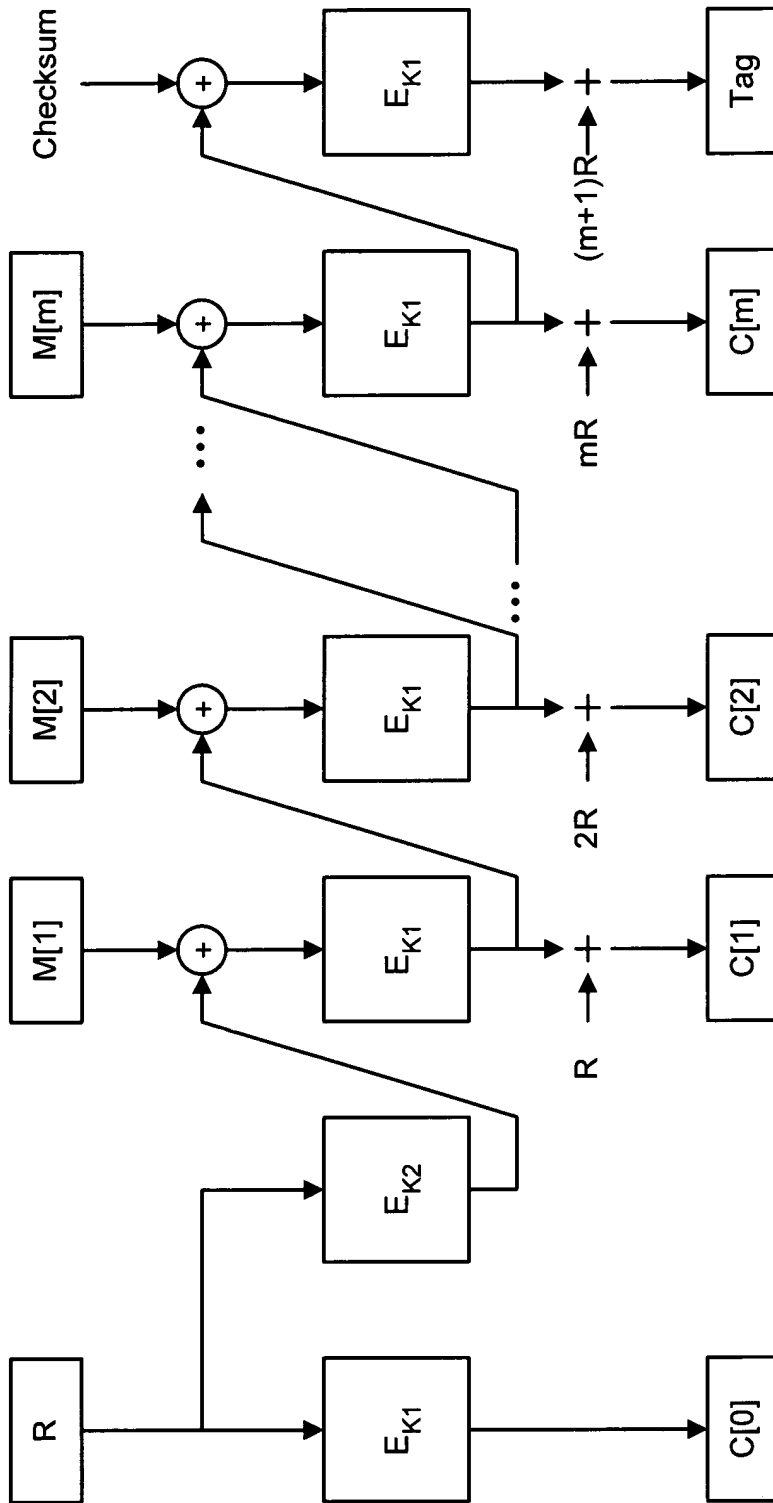 R M[1] M[2] M[m] Checksum
+ + + ... +
E_K1 E_K2 E_K1 E_K1 E_K1 E_K1
...
R + 2R + mR + (m+1)R +
C[0] C[1] C[2] C[m] Tag